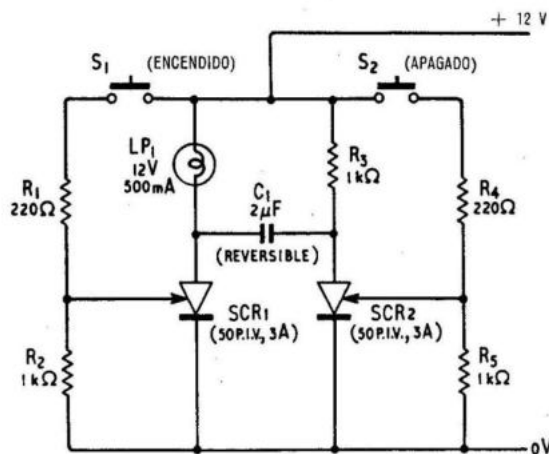 + 12 V
S1 (ENCENDIDO)
S2 (APAGADO)
LP1
12V
500mA
R3
1kΩ
R1
220Ω
C1
2μF
(REVERSIBLE)
R4
220Ω
SCR1
(50P.I.V., 3A)
SCR2
(50P.I.V., 3A)
R2
1kΩ
R5
1kΩ
0V